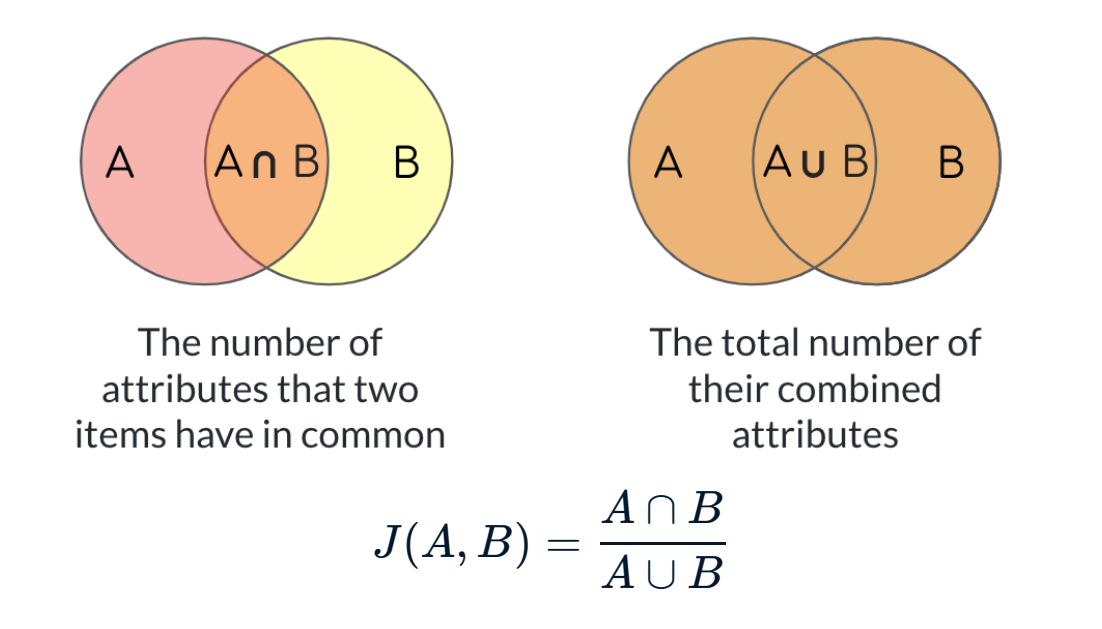 A A ∩ B B
A A ∪ B B
The number of
attributes that two
items have in common
The total number of
their combined
attributes
J(A, B) = A ∩ B
A ∪ B